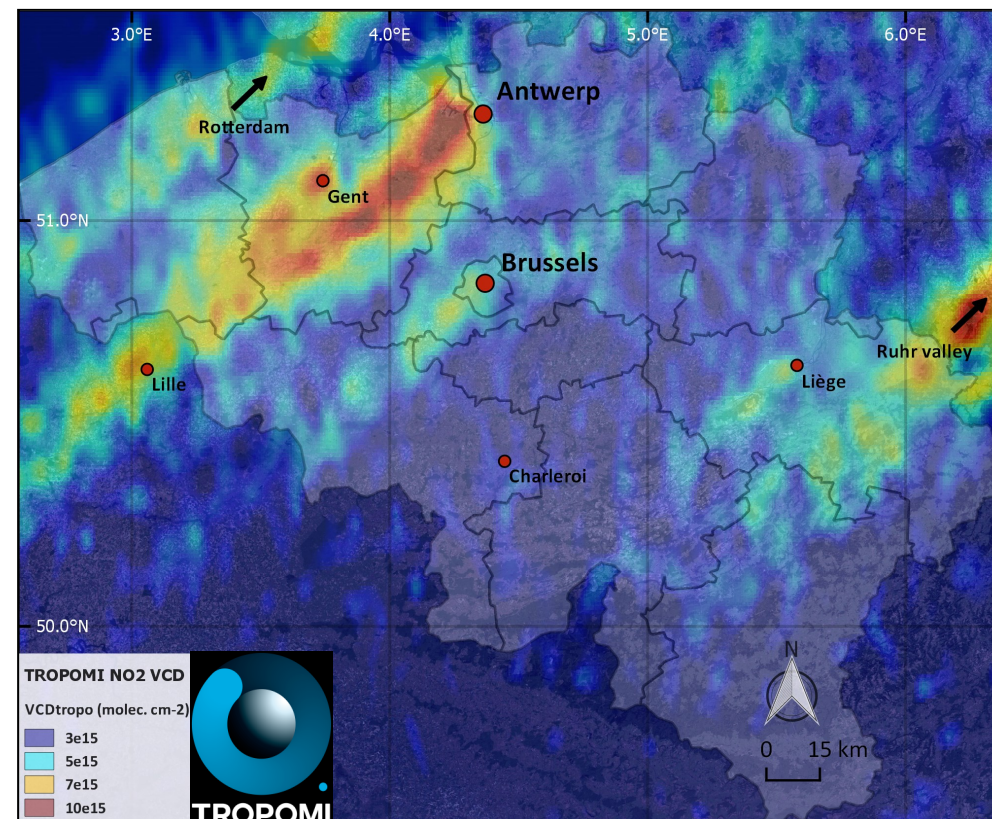 3.0°E 4.0°E 5.0°E 6.0°E
Antwerp
Rotterdam
Gent
51.0°N
Brussels
Ruhr valley
Lille
Liège
Charleroi
50.0°N
N
0 15 km
TROPOMI NO2 VCD
VCDtropo (molec. cm-2)
3e15
5e15
7e15
10e15
TROPOMI